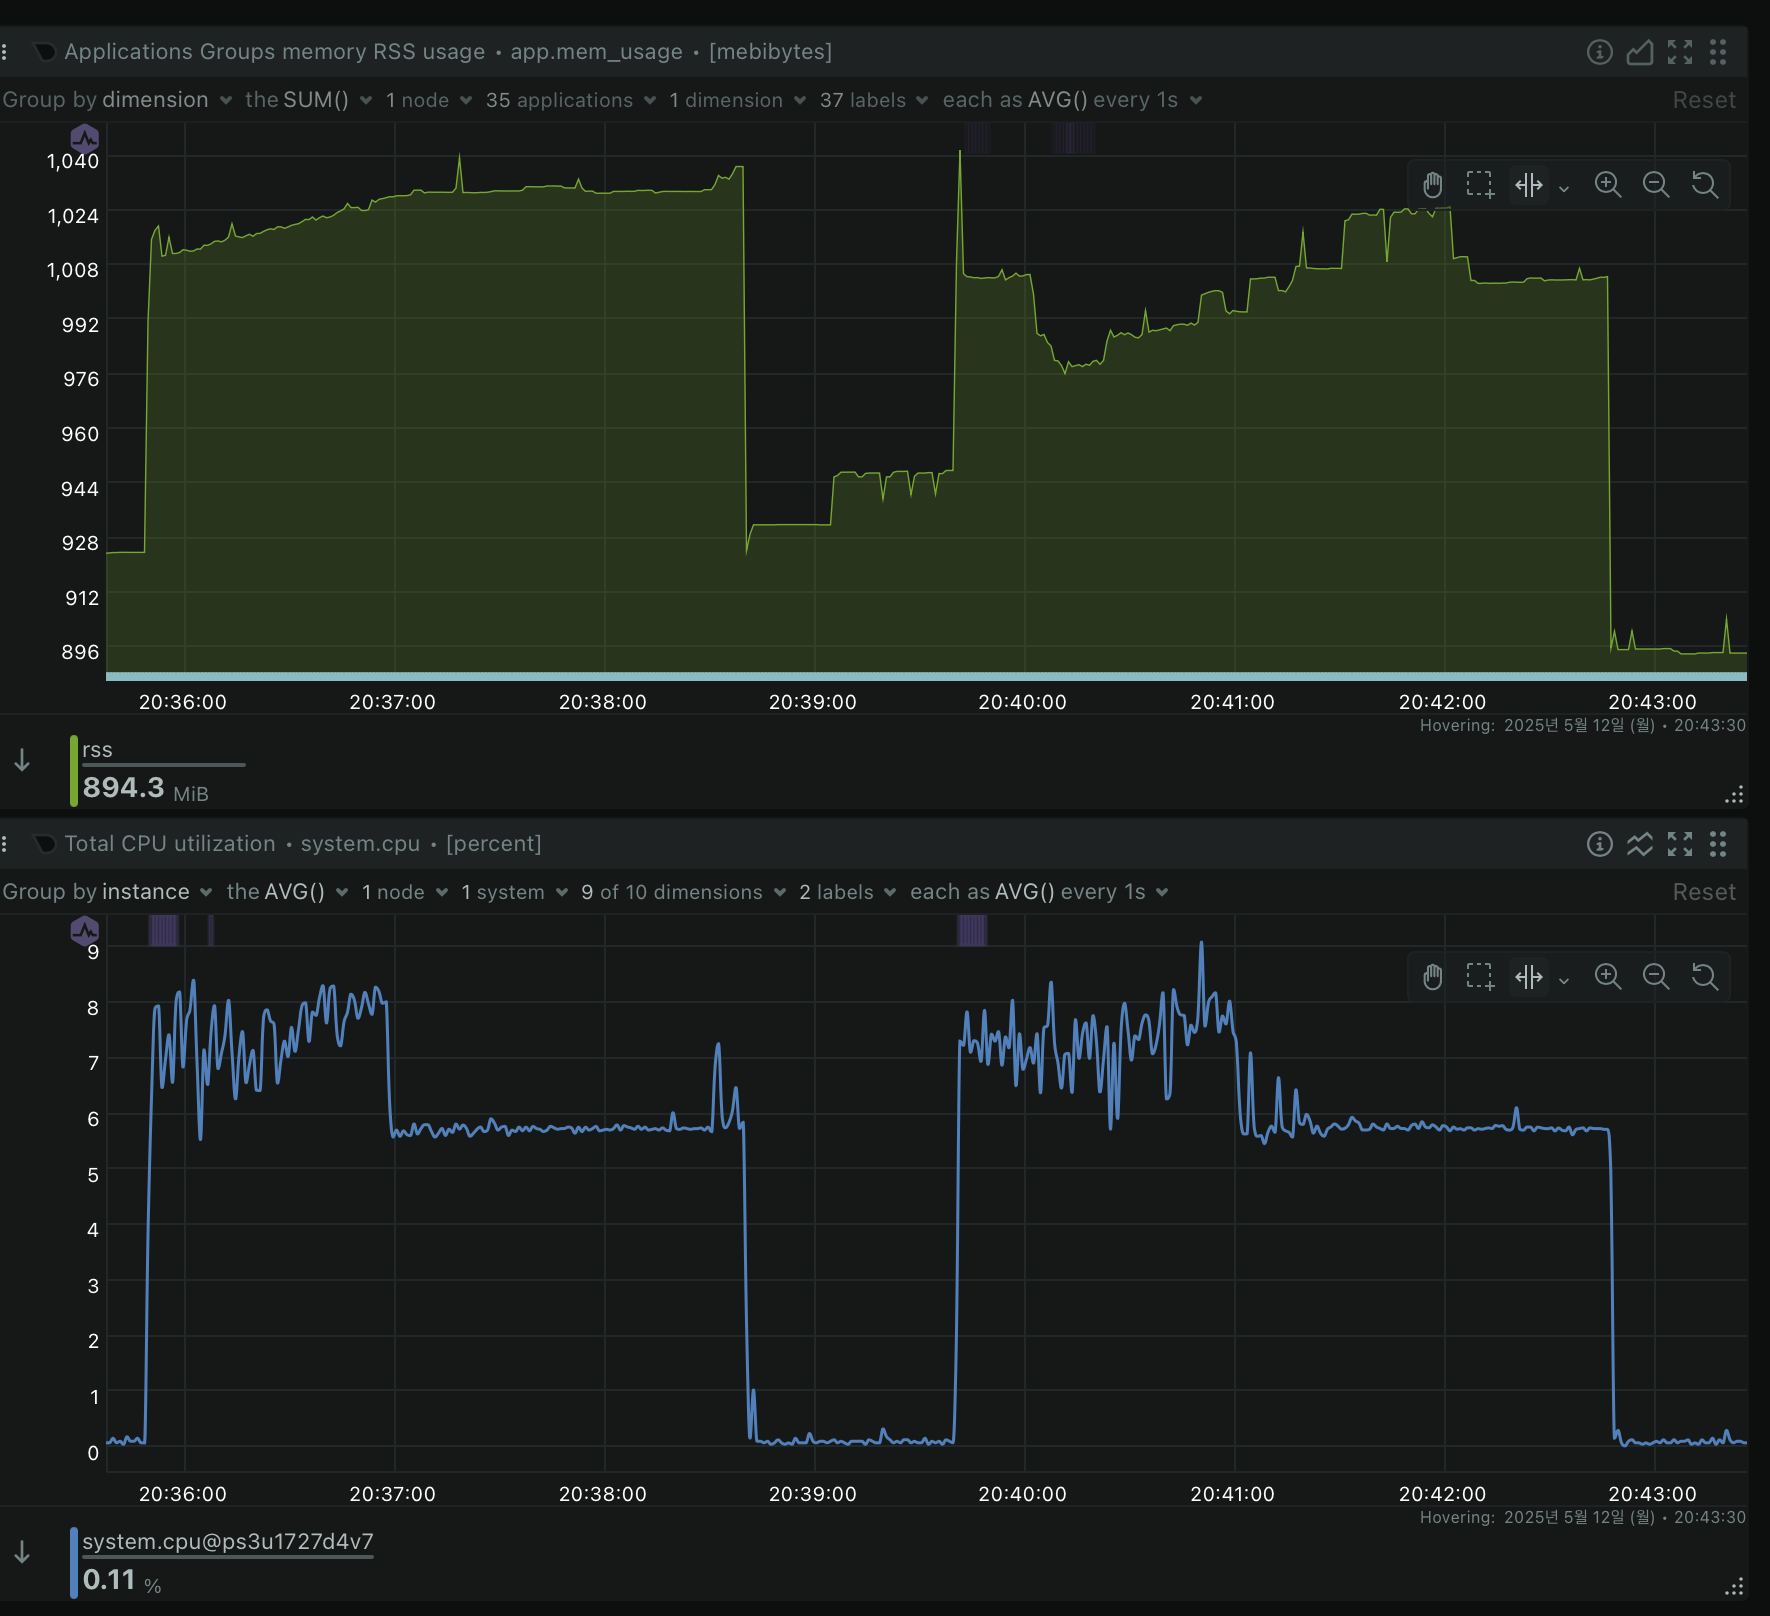 Applications Groups memory RSS usage • app.mem_usage • [mebibytes]
Group by dimension the SUM() 1 node 35 applications 1 dimension 37 labels each as AVG() every 1s Reset
1,040
1,024
1,008
992
976
960
944
928
912
896
20:36:00 20:37:00 20:38:00 20:39:00 20:40:00 20:41:00 20:42:00 20:43:00
Hovering: 2025년 5월 12일 (월) • 20:43:30
rss
894.3 MiB
Total CPU utilization • system.cpu • [percent]
Group by instance the AVG() 1 node 1 system 9 of 10 dimensions 2 labels each as AVG() every 1s Reset
9
8
7
6
5
4
3
2
1
0
20:36:00 20:37:00 20:38:00 20:39:00 20:40:00 20:41:00 20:42:00 20:43:00
Hovering: 2025년 5월 12일 (월) • 20:43:30
system.cpu@ps3u1727d4v7
0.11 %